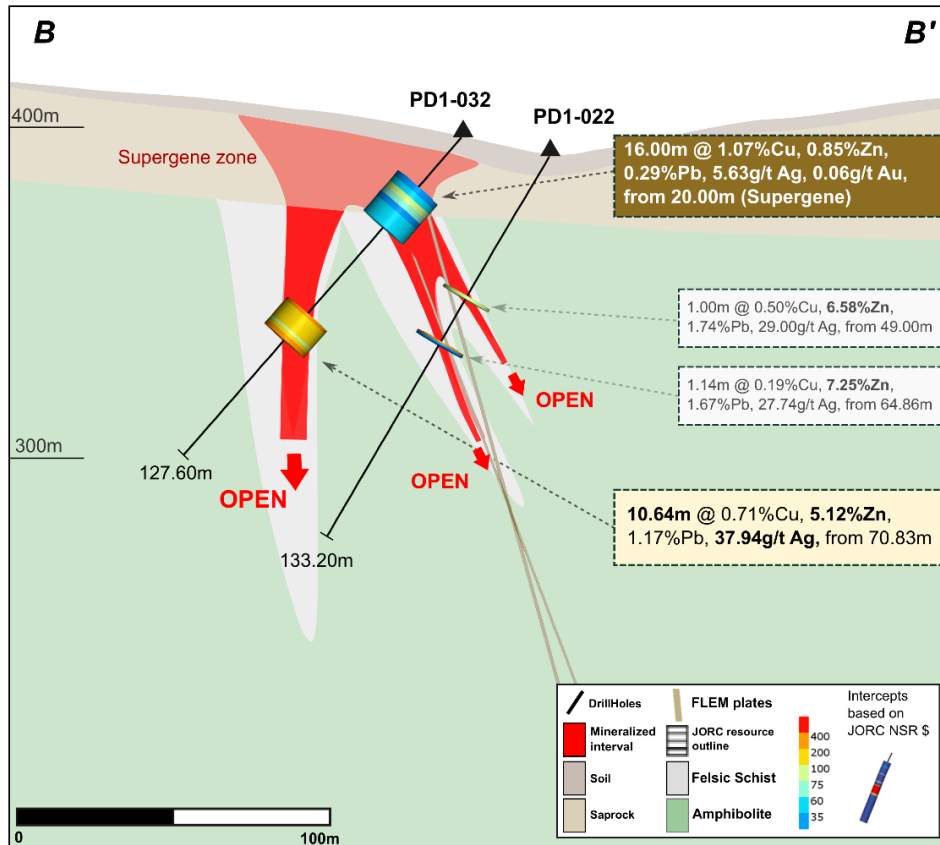 B
B'
PD1-032
PD1-022
400m
Supergene zone
16.00m @ 1.07%Cu, 0.85%Zn,
0.29%Pb, 5.63g/t Ag, 0.06g/t Au,
from 20.00m (Supergene)
1.00m @ 0.50%Cu, 6.58%Zn,
1.74%Pb, 29.00g/t Ag, from 49.00m
1.14m @ 0.19%Cu, 7.25%Zn,
1.67%Pb, 27.74g/t Ag, from 64.86m
OPEN
300m
127.60m
OPEN
OPEN
10.64m @ 0.71%Cu, 5.12%Zn,
1.17%Pb, 37.94g/t Ag, from 70.83m
133.20m
DrillHoles
FLEM plates
Mineralized
interval
JORC resource
outline
Soil
Felsic Schist
Saprock
Amphibolite
400
200
100
75
60
35
Intercepts
based on
JORC NSR $
0
100m